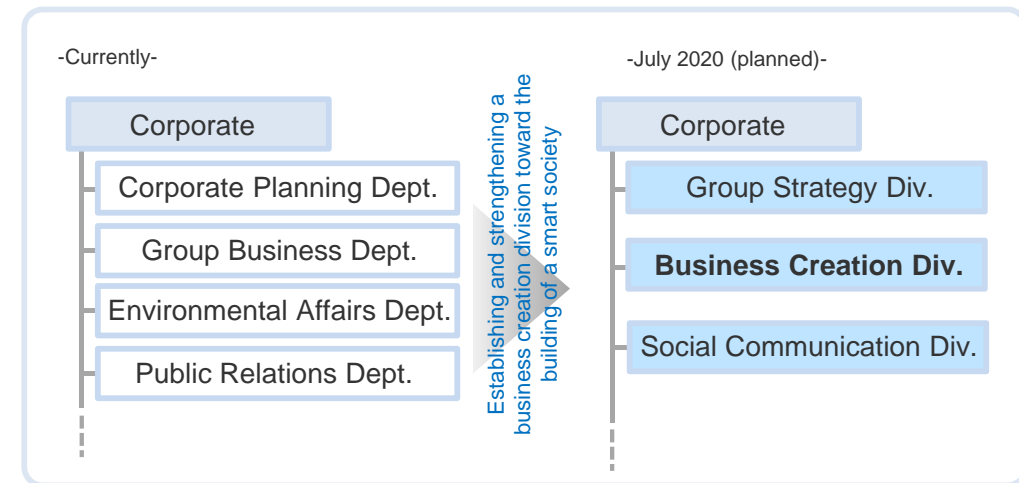 -Currently-
Corporate
Corporate Planning Dept.
Group Business Dept.
Environmental Affairs Dept.
Public Relations Dept.
Establishing and strengthening a
business creation division toward the
building of a smart society
-July 2020 (planned)-
Corporate
Group Strategy Div.
Business Creation Div.
Social Communication Div.